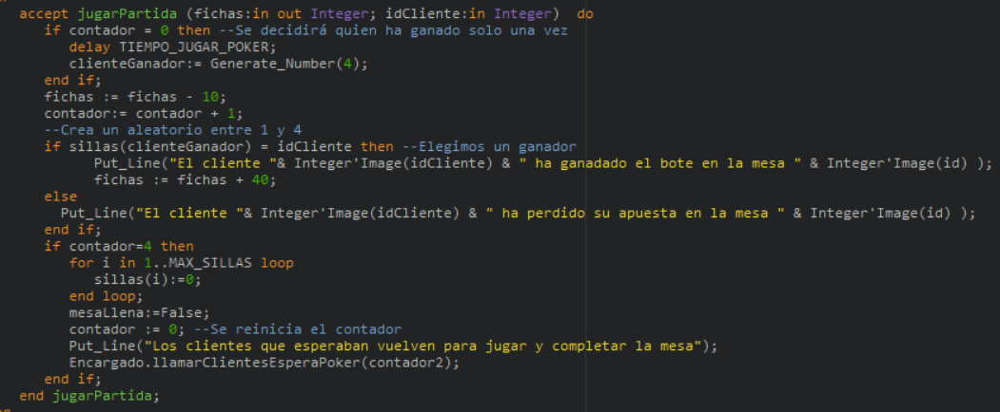 accept jugarPartida (fichas:in out Integer; idCliente:in Integer)  do
if contador = 0 then --Se decidirá quien ha ganado solo una vez
delay TIEMPO_JUGAR_POKER;
clienteGanador:= Generate_Number(4);
end if;
fichas := fichas - 10;
contador:= contador + 1;
--Crea un aleatorio entre 1 y 4
if sillas(clienteGanador) = idCliente then --Elegimos un ganador
Put_Line("El cliente "& Integer'Image(idCliente) & " ha ganadado el bote en la mesa " & Integer'Image(id) );
fichas := fichas + 40;
else
Put_Line("El cliente "& Integer'Image(idCliente) & " ha perdido su apuesta en la mesa " & Integer'Image(id) );
end if;
if contador=4 then
for i in 1..MAX_SILLAS loop
sillas(i):=0;
end loop;
mesaLlena:=False;
contador := 0; --Se reinicia el contador
Put_Line("Los clientes que esperaban vuelven para jugar y completar la mesa");
Encargado.llamarClientesEsperaPoker(contador2);
end if;
end jugarPartida;